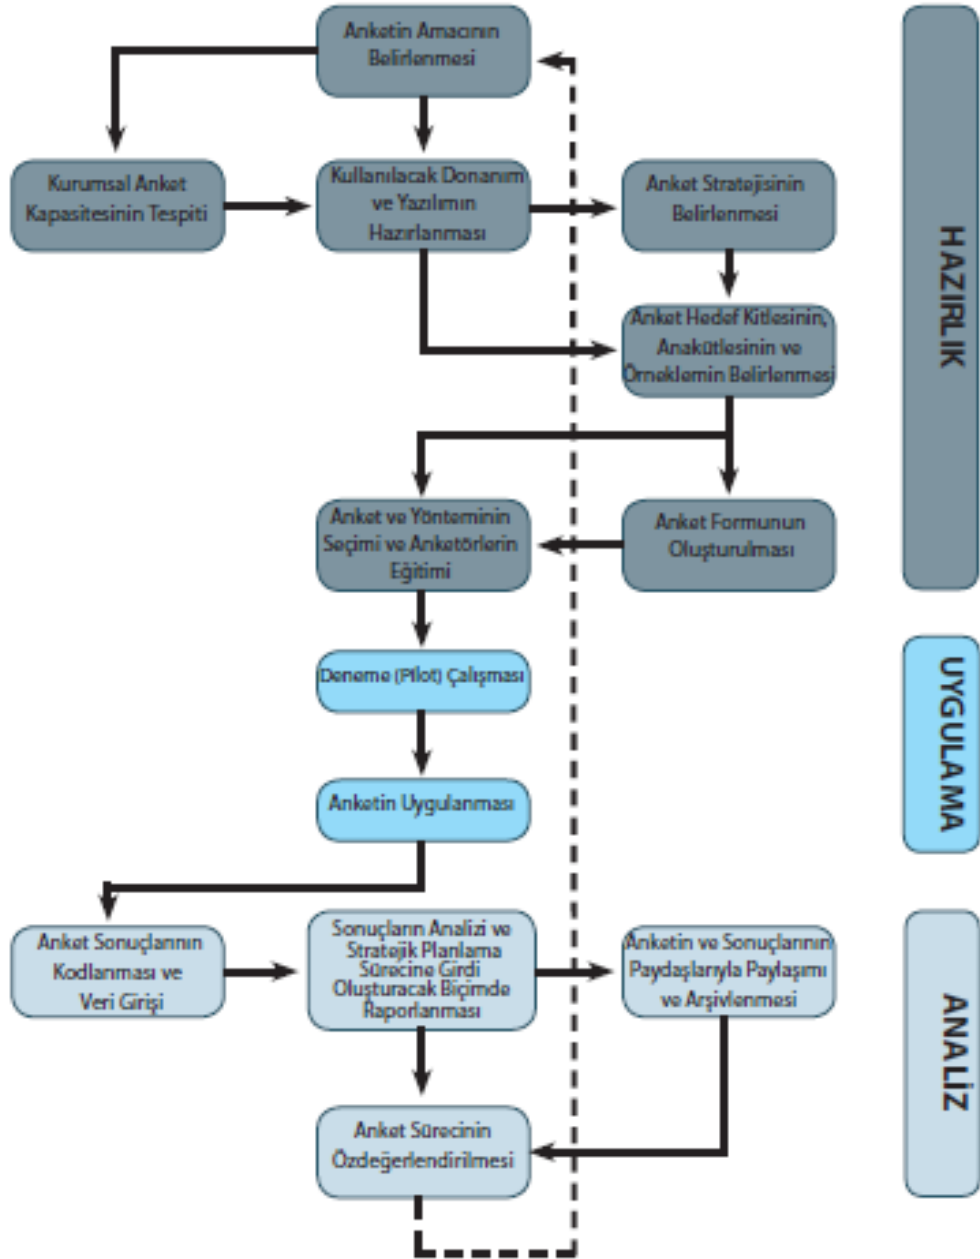 Anketin Amacının
Belirlenmesi
Kurumsal Anket
Kapasitesinin Tespiti
Kullanılacak Donanım
ve Yazılımın
Hazırlanması
Anket Stratejisinin
Belirlenmesi
Anket Hedef Kitlesinin,
Anakütlesinin ve
Örneklemin Belirlenmesi
Anket ve Yönteminin
Seçimi ve Anketörlerin
Eğitimi
Anket Formunun
Oluşturulması
HAZIRLIK
Deneme (Pilot) Çalışması
Anketin Uygulanması
UYGULAMA
Anket Sonuçlarının
Kodlanması ve
Veri Girişi
Sonuçların Analizi ve
Stratejik Planlama
Sürecine Girdi
Oluşturacak Biçimde
Raporlanması
Anketin ve Sonuçlarının
Paydaşlarıyla Paylaşımı
ve Arşivlenmesi
Anket Sürecinin
Özdeğerlendirilmesi
ANALİZ